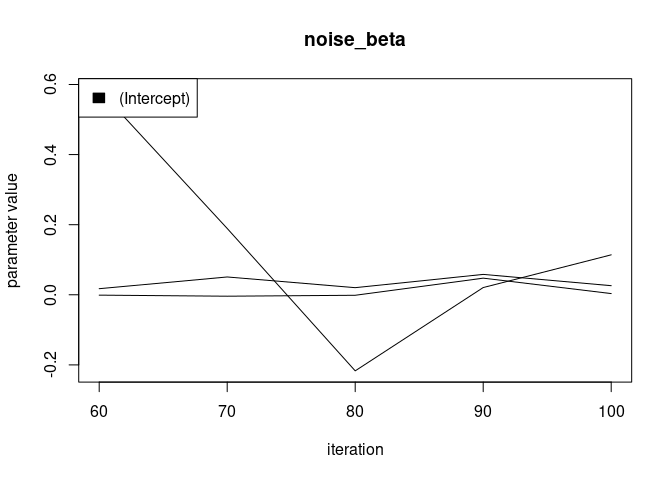 noise_beta
(Intercept)
parameter value
0.6
0.4
0.2
0.0
-0.2
60 70 80 90 100
iteration